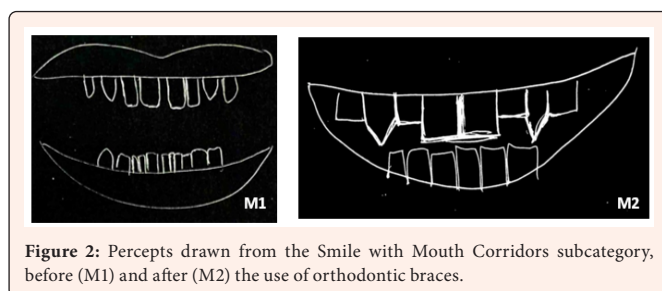 M1
M2
Figure 2: Percepts drawn from the Smile with Mouth Corridors subcategory,
before (M1) and after (M2) the use of orthodontic braces.